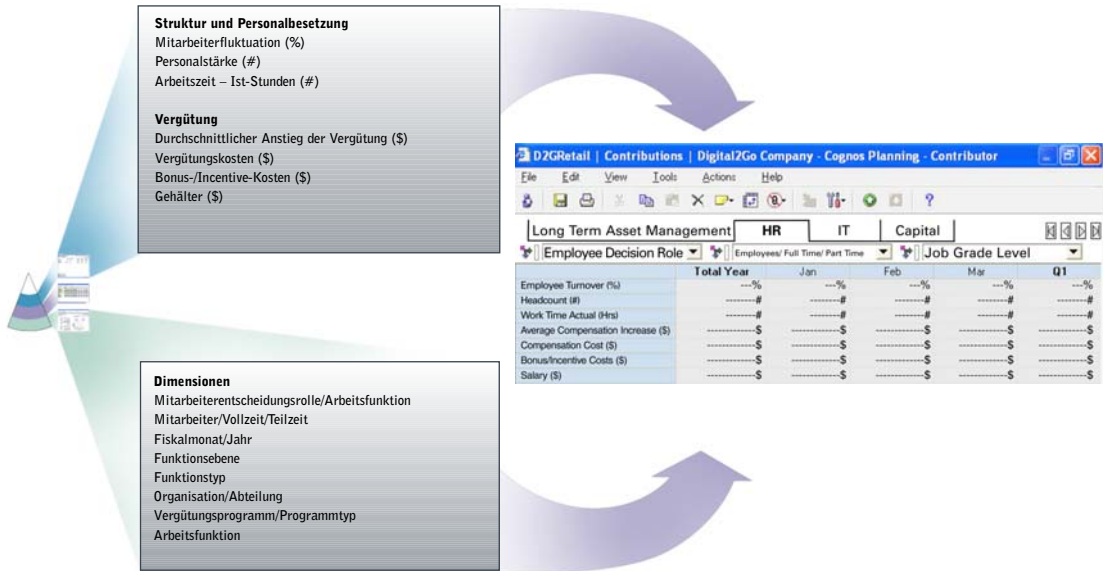 Struktur und Personalbesetzung
Mitarbeiterfluktuation (%)
Personalstärke (#)
Arbeitszeit – Ist-Stunden (#)
Vergütung
Durchschnittlicher Anstieg der Vergütung ($)
Vergütungskosten ($)
Bonus-/Incentive-Kosten ($)
Gehälter ($)
Dimensionen
Mitarbeiterentscheidungsrolle/Arbeitsfunktion
Mitarbeiter/Vollzeit/Teilzeit
Fiskalmonat/Jahr
Funktionsebene
Funktionstyp
Organisation/Abteilung
Vergütungsprogramm/Programmtyp
Arbeitsfunktion
D2GRetail | Contributions | Digital2Go Company - Cognos Planning - Contributor
File Edit View Tools Actions Help
Long Term Asset Management HR IT Capital
Employee Decision Role Employees/ Full Time/ Part Time Job Grade Level
Total Year Jan Feb Mar Q1
Employee Turnover (%) ---% ---% ---% ---% ---%
Headcount (#) --------# --------# --------# --------# --------#
Work Time Actual (Hrs) --------# --------# --------# --------# --------#
Average Compensation Increase ($) ------------$ ------------$ ------------$ ------------$ ------------$
Compensation Cost ($) ------------$ ------------$ ------------$ ------------$ ------------$
Bonus/Incentive Costs ($) ------------$ ------------$ ------------$ ------------$ ------------$
Salary ($) ------------$ ------------$ ------------$ ------------$ ------------$